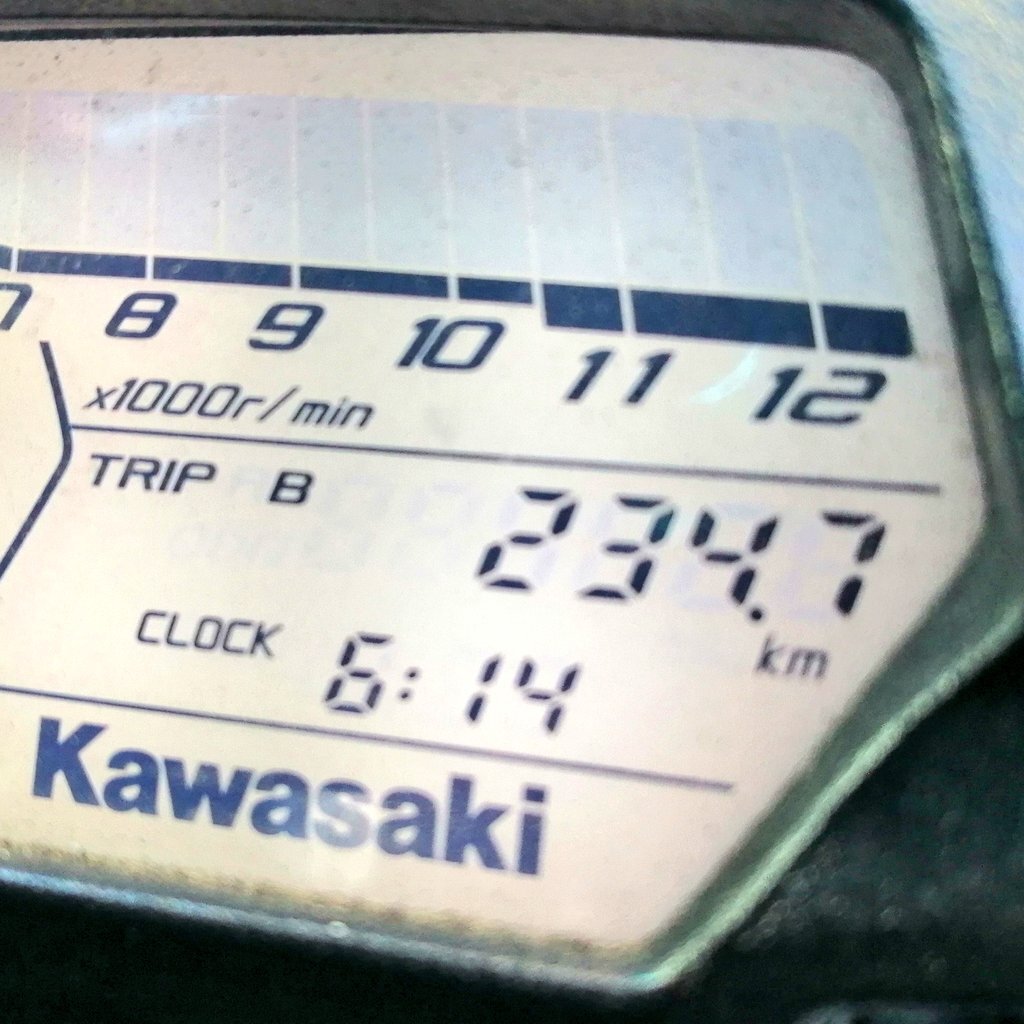 7 8 9 10 11 12
x1000r/min
TRIP B 234.7
km
CLOCK 6:14
Kawasaki